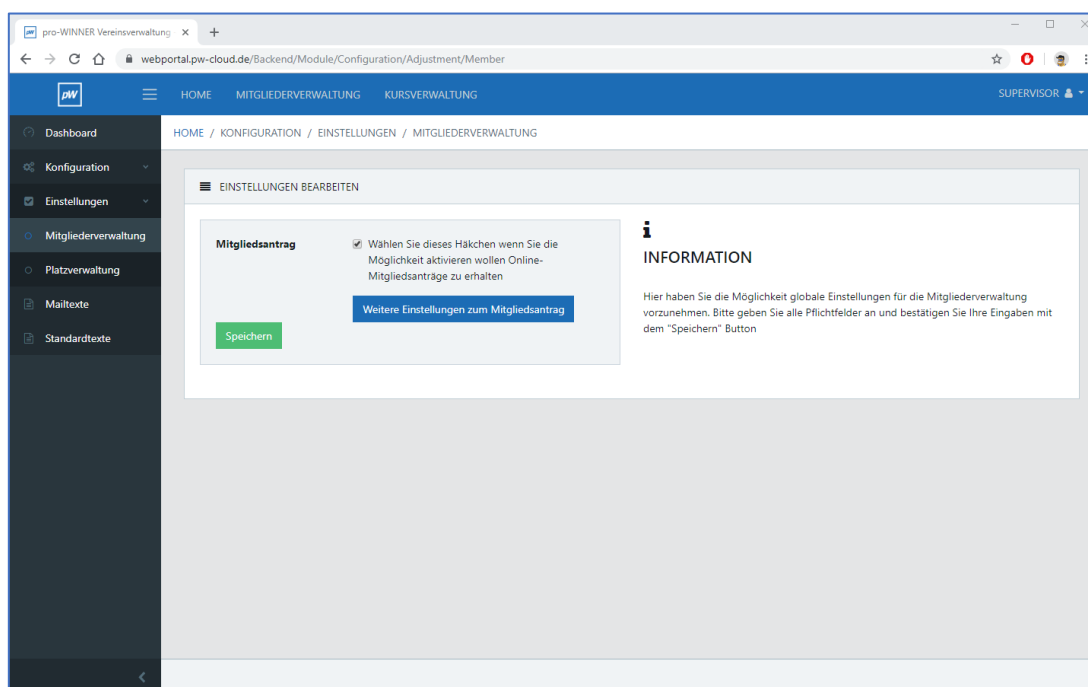 pW pro-WINNER Vereinsverwaltung
webportal.pw-cloud.de/Backend/Module/Configuration/Adjustment/Member
pW HOME MITGLIEDERVERWALTUNG KURSVERWALTUNG SUPERVISOR
Dashboard
HOME / KONFIGURATION / EINSTELLUNGEN / MITGLIEDERVERWALTUNG
Konfiguration
Einstellungen
Mitgliederverwaltung
Platzverwaltung
Mailtexte
Standardtexte
EINSTELLUNGEN BEARBEITEN
Mitgliedsantrag
Wählen Sie dieses Häkchen wenn Sie die
Möglichkeit aktivieren wollen Online-
Mitgliedsanträge zu erhalten
Weitere Einstellungen zum Mitgliedsantrag
Speichern
INFORMATION
Hier haben Sie die Möglichkeit globale Einstellungen für die Mitgliederverwaltung
vorzunehmen. Bitte geben Sie alle Pflichtfelder an und bestätigen Sie Ihre Eingaben mit
dem "Speichern" Button